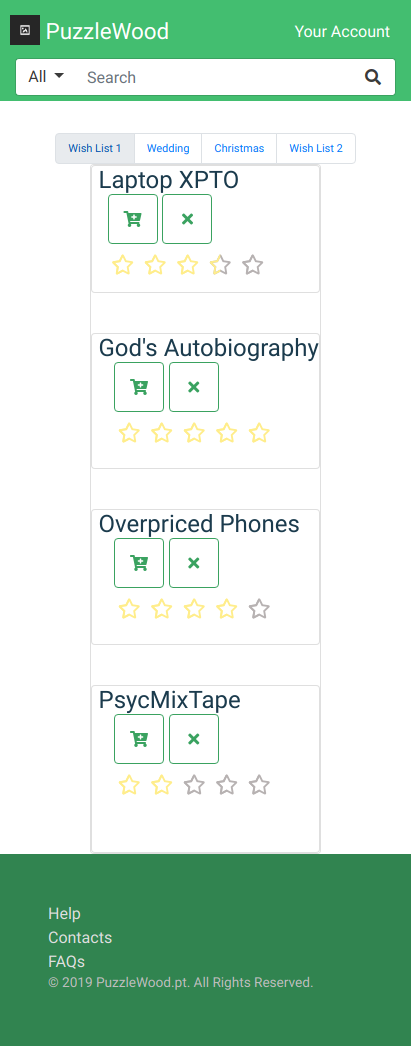 PuzzleWood
Your Account
All
Search
Wish List 1
Wedding
Christmas
Wish List 2
Laptop XPTO
God's Autobiography
Overpriced Phones
PsycMixTape
Help
Contacts
FAQs
© 2019 PuzzleWood.pt. All Rights Reserved.